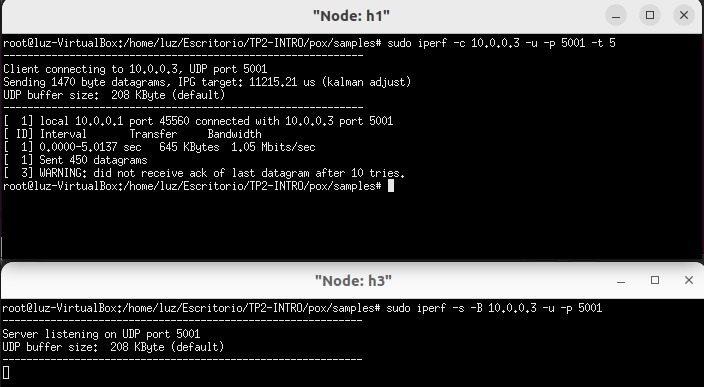 "Node: h1"
root@luz-VirtualBox:/home/luz/Escritorio/TP2-INTRO/pox/samples# sudo iperf -c 10.0.0.3 -u -p 5001 -t 5
------------------------------------------------------------
Client connecting to 10.0.0.3, UDP port 5001
Sending 1470 byte datagrams, IPG target: 11215.21 us (kalman adjust)
UDP buffer size:  208 KByte (default)
------------------------------------------------------------
[  1] local 10.0.0.1 port 45560 connected with 10.0.0.3 port 5001
[ ID] Interval       Transfer     Bandwidth
[  1] 0.0000-5.0137 sec   645 KBytes  1.05 Mbits/sec
[  1] Sent 450 datagrams
[  3] WARNING: did not receive ack of last datagram after 10 tries.
root@luz-VirtualBox:/home/luz/Escritorio/TP2-INTRO/pox/samples#
"Node: h3"
root@luz-VirtualBox:/home/luz/Escritorio/TP2-INTRO/pox/samples# sudo iperf -s -B 10.0.0.3 -u -p 5001
------------------------------------------------------------
Server listening on UDP port 5001
UDP buffer size:  208 KByte (default)
------------------------------------------------------------